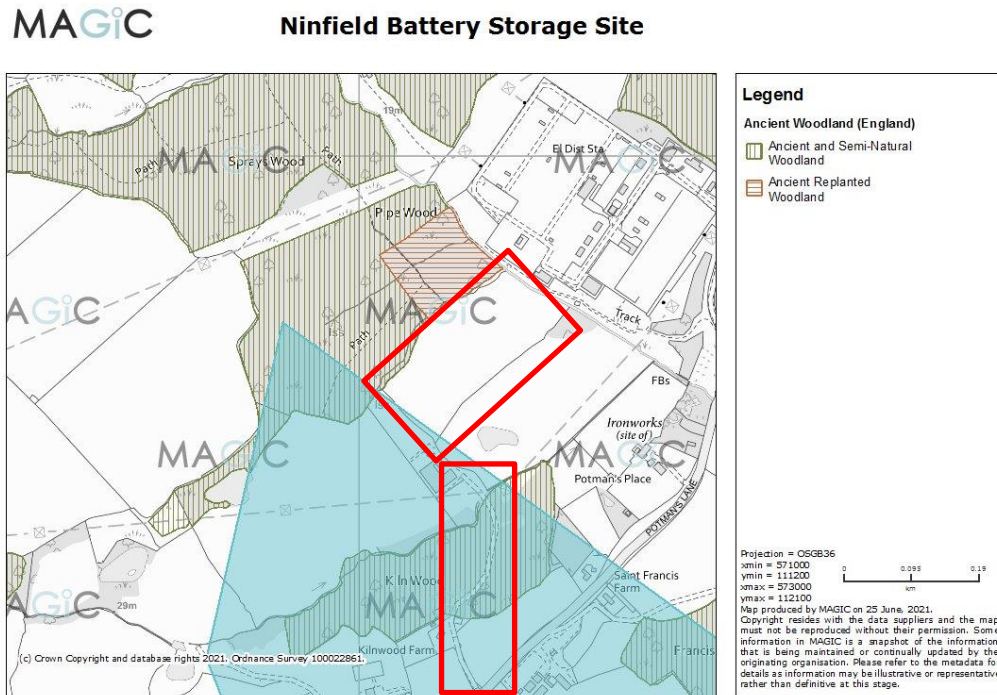 MAGiC
Ninfield Battery Storage Site
19m
El Dist Sta
MAGiC
Path
Sprays Wood
Path
MAGiC
Pipe Wood
AGiC
MAGiC
Track
Path
FBs
Ironworks
(site of)
MAGiC
MAGiC
Potman's Place
POTMAN'S LANE
Saint Francis
Farm
Kiln Wood
AGiC
MAGiC
29m
Kilnwood Farm
Francis
(c) Crown Copyright and database rights 2021. Ordnance Survey 100022861.
Legend
Ancient Woodland (England)
Ancient and Semi-Natural
Woodland
Ancient Replanted
Woodland
Projection = OSGB36
xmin = 571000
ymin = 111200
xmax = 573000
ymax = 112100
0 0.095 0.19
km
Map produced by MAGIC on 25 June, 2021.
Copyright resides with the data suppliers and the map
must not be reproduced without their permission. Some
information in MAGIC is a snapshot of the information
that is being maintained or continually updated by the
originating organisation. Please refer to the metadata for
details as information may be illustrative or representative
rather than definitive at this stage.